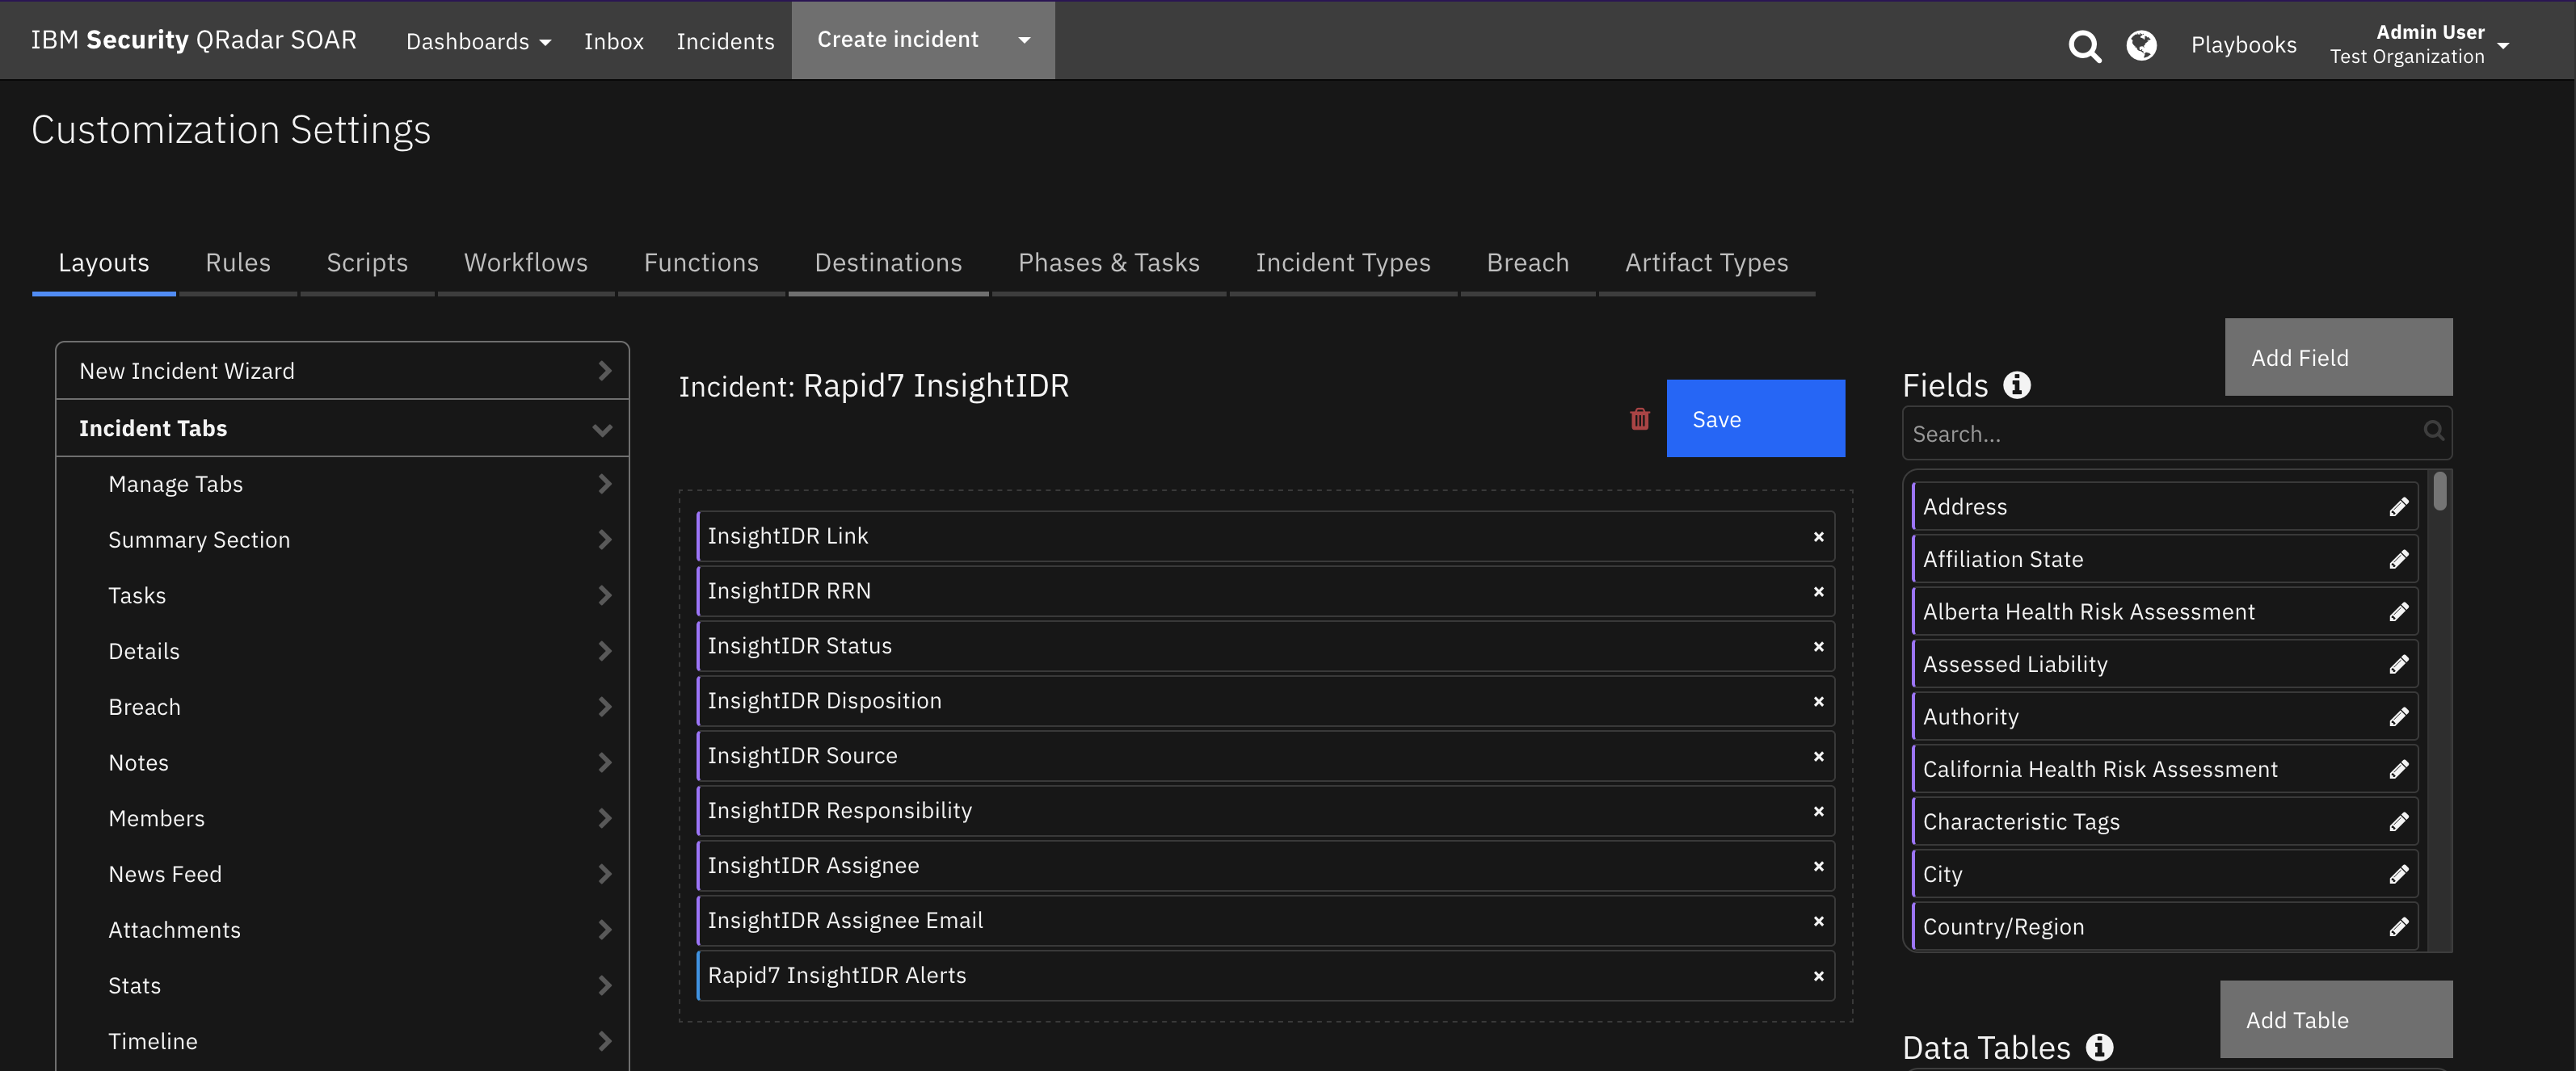 IBM Security QRadar SOAR
Dashboards
Inbox
Incidents
Create incident
Playbooks
Admin User
Test Organization
Customization Settings
Layouts
Rules
Scripts
Workflows
Functions
Destinations
Phases & Tasks
Incident Types
Breach
Artifact Types
New Incident Wizard
Incident Tabs
Manage Tabs
Summary Section
Tasks
Details
Breach
Notes
Members
News Feed
Attachments
Stats
Timeline
Incident: Rapid7 InsightIDR
Save
InsightIDR Link
InsightIDR RRN
InsightIDR Status
InsightIDR Disposition
InsightIDR Source
InsightIDR Responsibility
InsightIDR Assignee
InsightIDR Assignee Email
Rapid7 InsightIDR Alerts
Add Field
Fields
Search...
Address
Affiliation State
Alberta Health Risk Assessment
Assessed Liability
Authority
California Health Risk Assessment
Characteristic Tags
City
Country/Region
Add Table
Data Tables